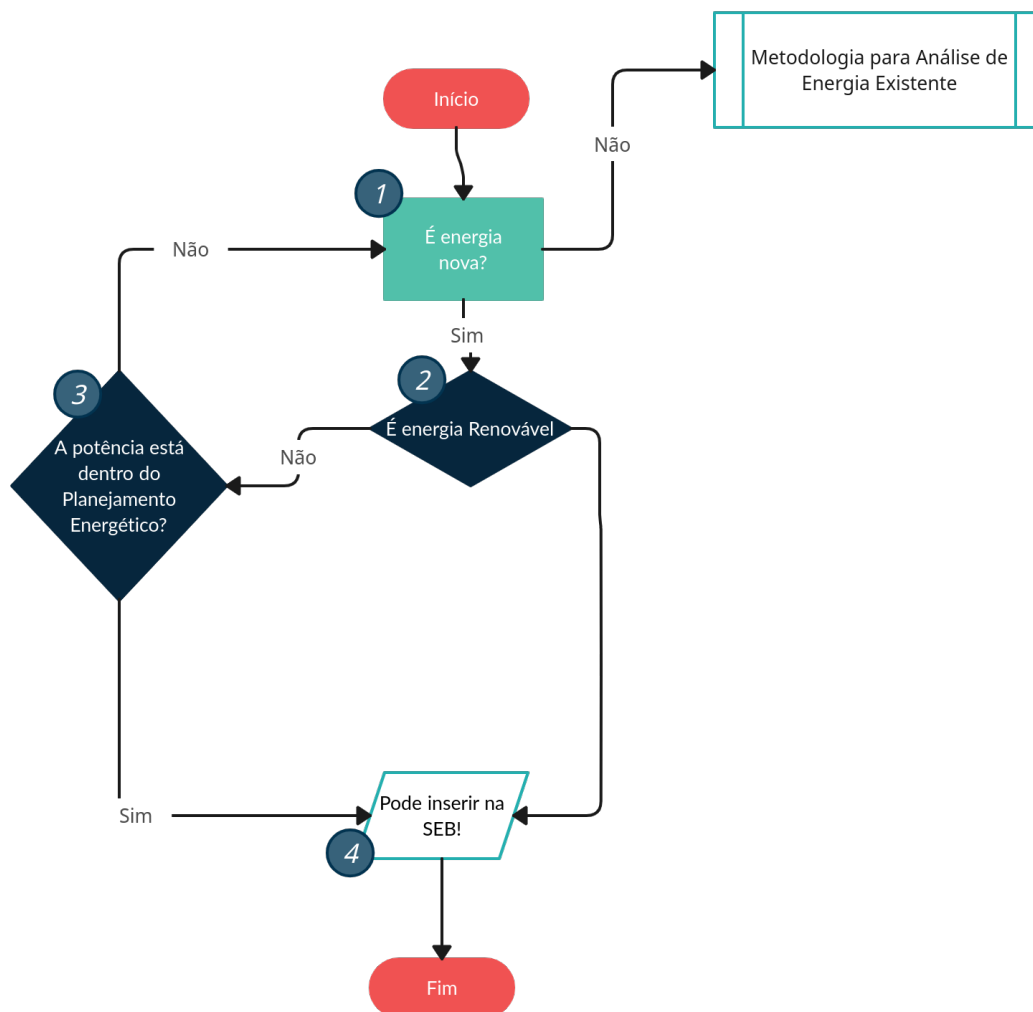 Metodologia para Análise de
Energia Existente
Início
Não
1
É energia
nova?
Não
Sim
2
É energia Renovável
3
A potência está
dentro do
Planejamento
Energético?
Não
Sim
Pode inserir na
SEB!
4
Fim